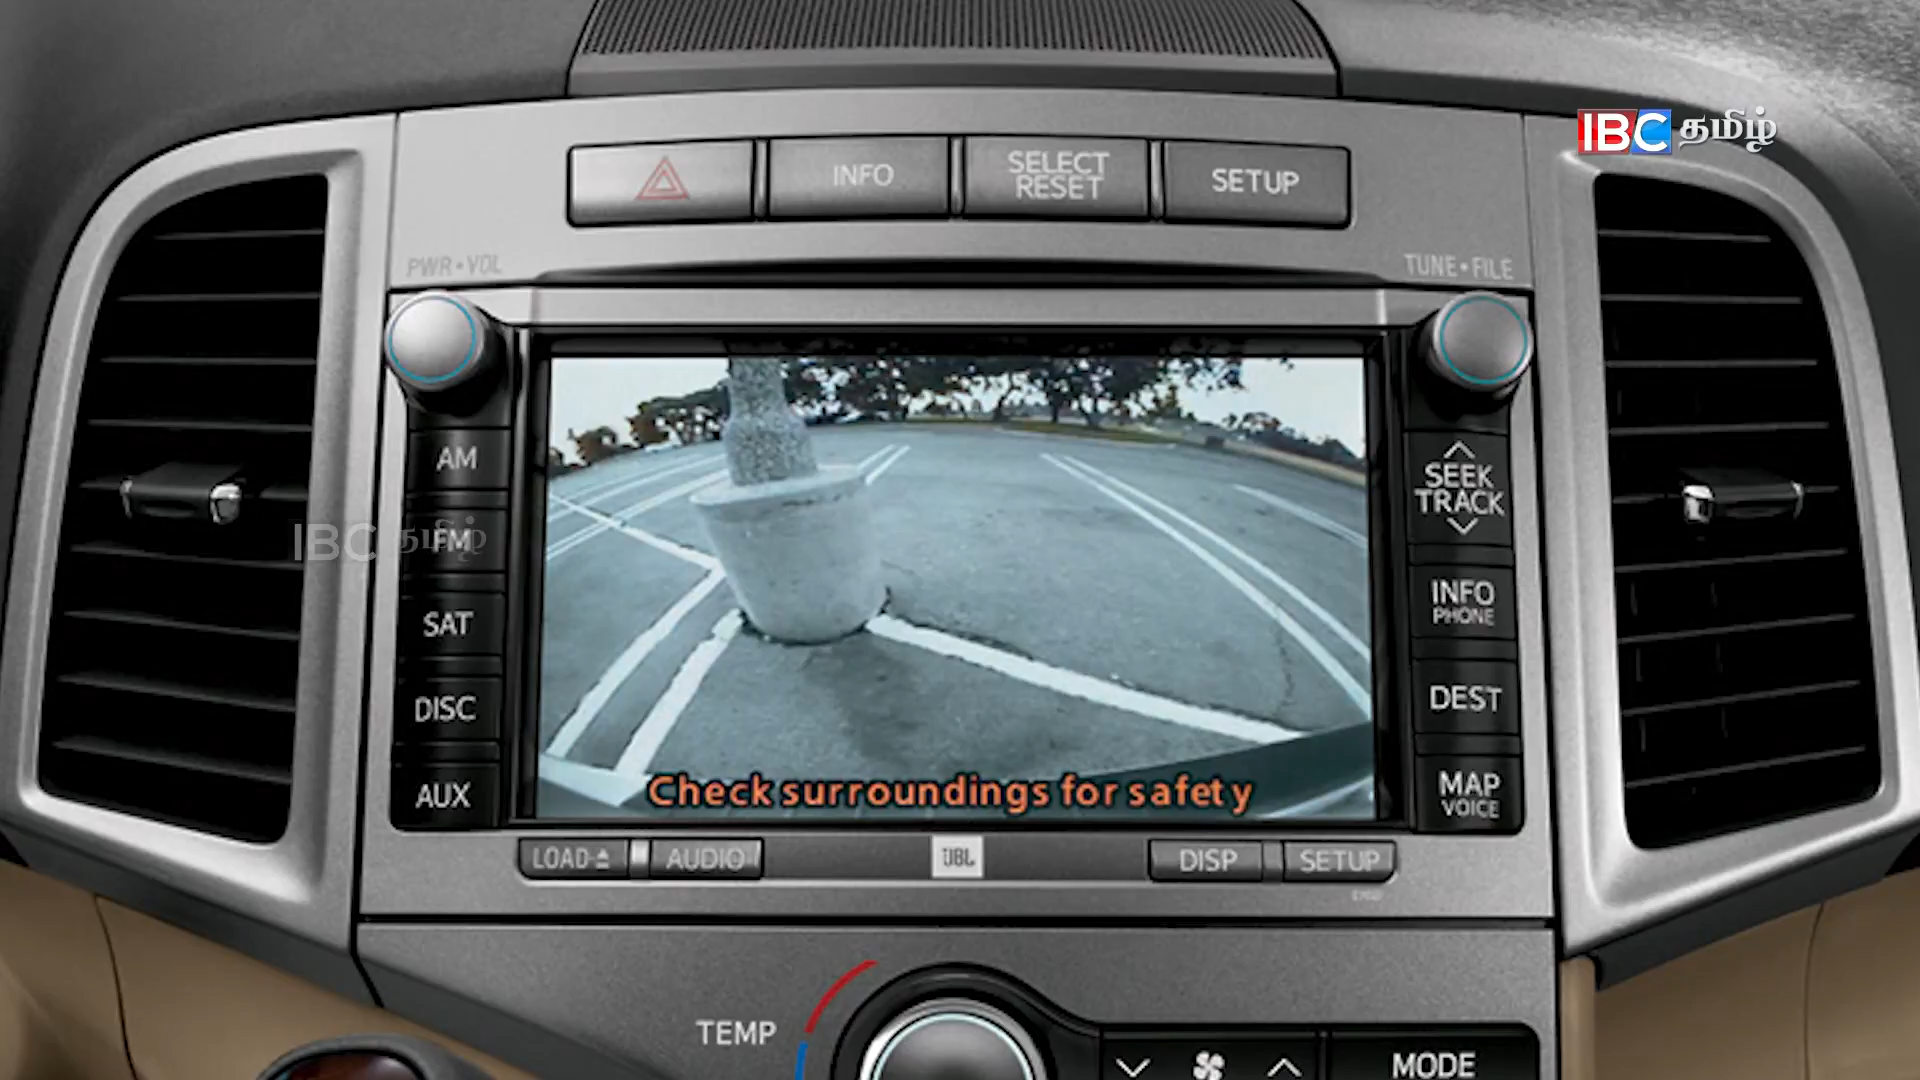 IBC தமிழ்
INFO
SELECT
RESET
SETUP
PWR•VOL
TUNE•FILE
AM
IBC தமிழ்
FM
SAT
DISC
AUX
SEEK
TRACK
INFO
PHONE
DEST
MAP
VOICE
Check surroundings for safety
LOAD
AUDIO
JBL
DISP
SETUP
TEMP
MODE